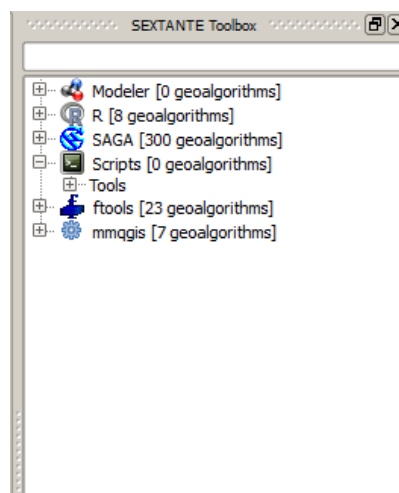 SEXTANTE Toolbox
Modeler [0 geoalgorithms]
R [8 geoalgorithms]
SAGA [300 geoalgorithms]
Scripts [0 geoalgorithms]
Tools
ftools [23 geoalgorithms]
mmqgis [7 geoalgorithms]